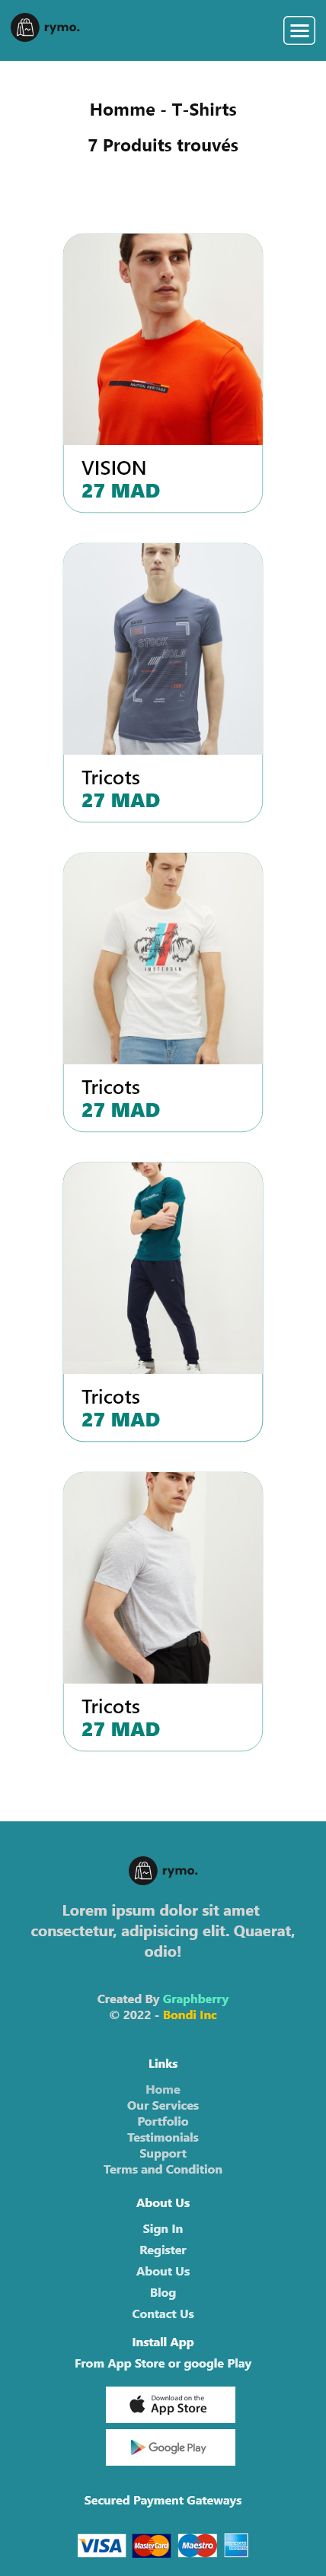 rymo.
Homme - T-Shirts
7 Produits trouvés
VISION
27 MAD
STOCK
Tricots
27 MAD
AMSTERDAM
Tricots
27 MAD
Tricots
27 MAD
Tricots
27 MAD
rymo.
Lorem ipsum dolor sit amet
consectetur, adipisicing elit. Quaerat,
odio!
Created By Graphberry
© 2022 - Bondi Inc
Links
Home
Our Services
Portfolio
Testimonials
Support
Terms and Condition
About Us
Sign In
Register
About Us
Blog
Contact Us
Install App
From App Store or google Play
Download on the
App Store
Google Play
Secured Payment Gateways
VISA MasterCard Maestro